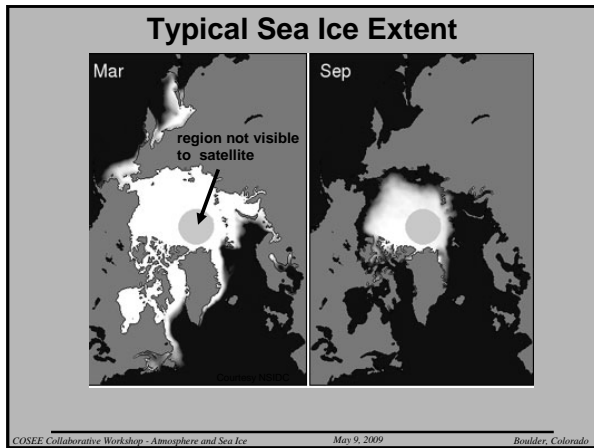 Typical Sea Ice Extent
Mar
Sep
region not visible
to satellite
Courtesy NSIDC
COSEE Collaborative Workshop - Atmosphere and Sea Ice
May 9, 2009
Boulder, Colorado